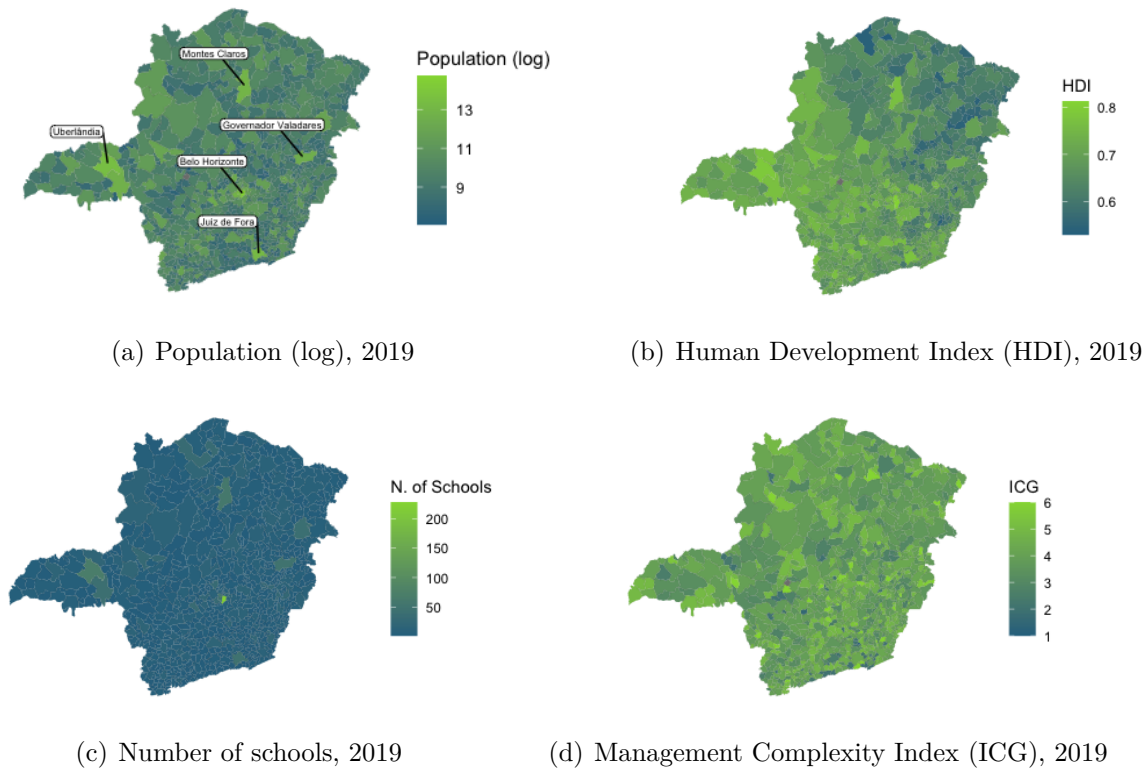 Montes Claros
Uberlândia
Governador Valadares
Belo Horizonte
Juiz de Fora
Population (log)
13
11
9
HDI
0.8
0.7
0.6
(a) Population (log), 2019
(b) Human Development Index (HDI), 2019
N. of Schools
200
150
100
50
ICG
6
5
4
3
2
1
(c) Number of schools, 2019
(d) Management Complexity Index (ICG), 2019